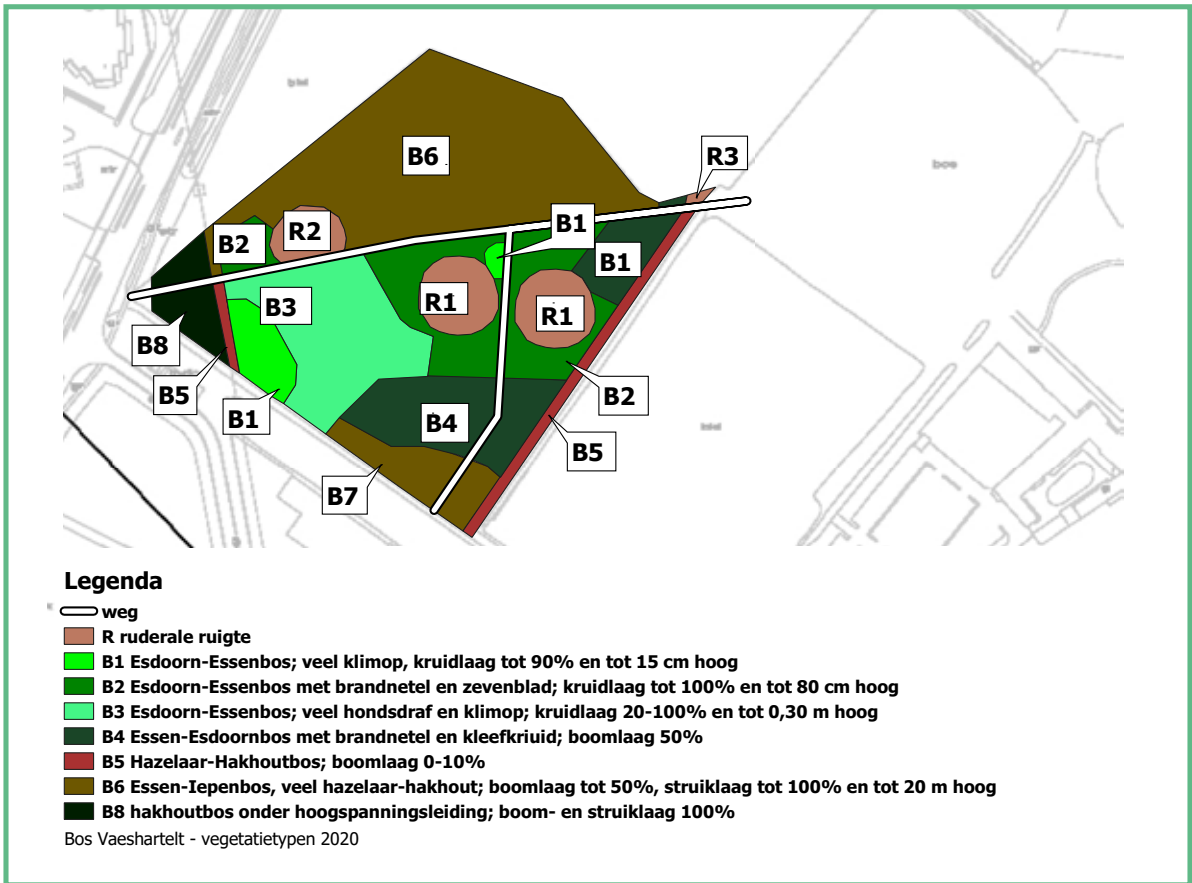 R3
B6
B1
B2
R2
B1
B3
R1
R1
B8
B5
B2
B1
B4
B5
B7
bos
Legenda
weg
R ruderale ruigte
B1 Esdoorn-Essenbos; veel klimop, kruidlaag tot 90% en tot 15 cm hoog
B2 Esdoorn-Essenbos met brandnetel en zevenblad; kruidlaag tot 100% en tot 80 cm hoog
B3 Esdoorn-Essenbos; veel hondsdraf en klimop; kruidlaag 20-100% en tot 0,30 m hoog
B4 Essen-Esdoornbos met brandnetel en kleefkriuid; boomlaag 50%
B5 Hazelaar-Hakhoutbos; boomlaag 0-10%
B6 Essen-Iepenbos, veel hazelaar-hakhout; boomlaag tot 50%, struiklaag tot 100% en tot 20 m hoog
B8 hakhoutbos onder hoogspanningsleiding; boom- en struiklaag 100%
Bos Vaeshartelt - vegetatietypen 2020